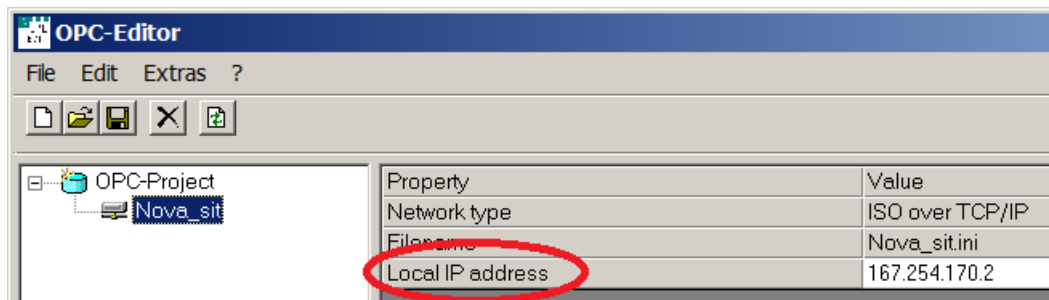 OPC-Editor
File Edit Extras ?
OPC-Project
Nova_sit
Property Value
Network type ISO over TCP/IP
Filename Nova_sit.ini
Local IP address 167.254.170.2